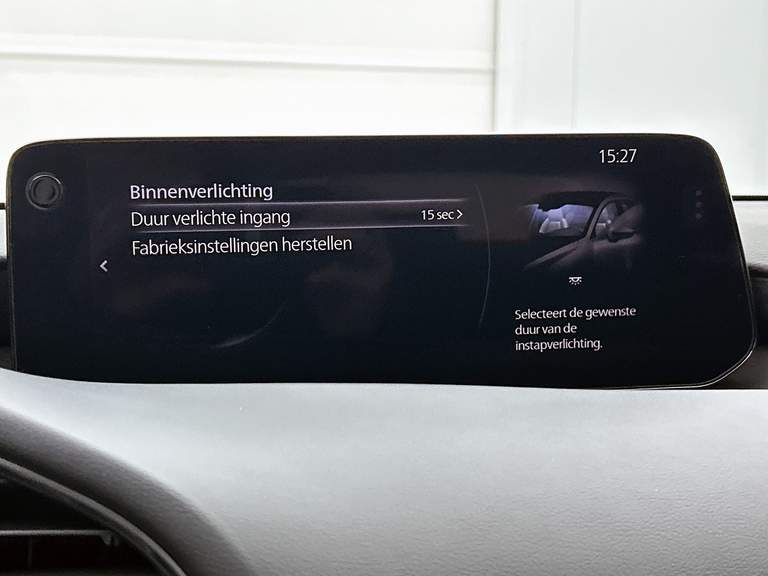 15:27
Binnenverlichting
Duur verlichte ingang 15 sec
Fabrieksinstellingen herstellen
Selecteert de gewenste
duur van de
instapverlichting.